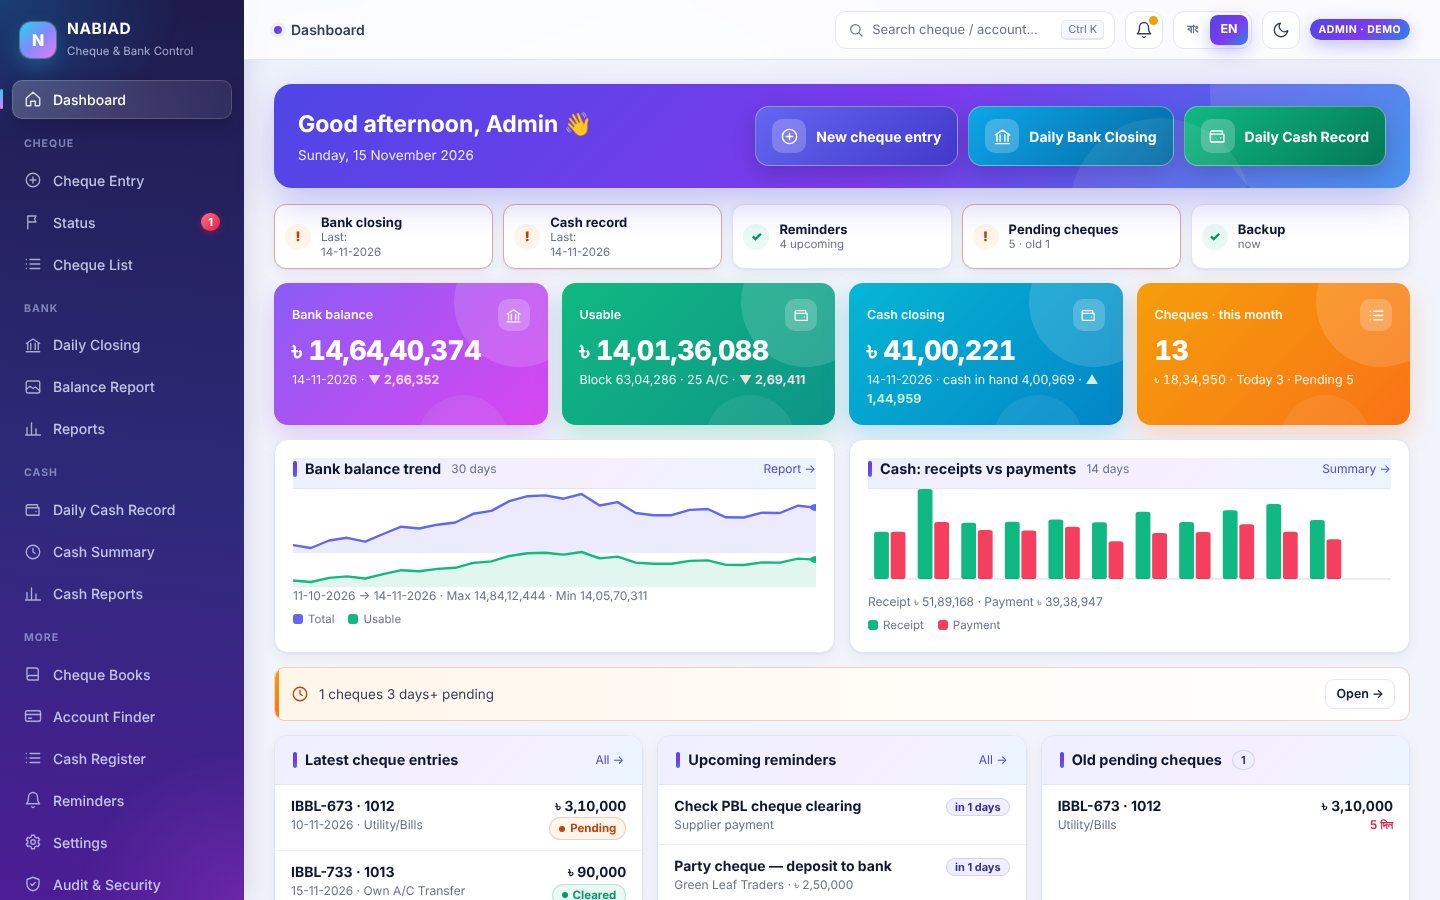 N
NABIAD
Cheque & Bank Control
Dashboard
CHEQUE
Cheque Entry
Status
1
Cheque List
BANK
Daily Closing
Balance Report
Reports
CASH
Daily Cash Record
Cash Summary
Cash Reports
MORE
Cheque Books
Account Finder
Cash Register
Reminders
Settings
Audit & Security
Dashboard
Search cheque / account...
Ctrl K
বাং
EN
ADMIN · DEMO
Good afternoon, Admin 👋
Sunday, 15 November 2026
New cheque entry
Daily Bank Closing
Daily Cash Record
!
Bank closing
Last:
14-11-2026
!
Cash record
Last:
14-11-2026
✓
Reminders
4 upcoming
!
Pending cheques
5 · old 1
✓
Backup
now
Bank balance
৳ 14,64,40,374
14-11-2026 · ▼ 2,66,352
Usable
৳ 14,01,36,088
Block 63,04,286 · 25 A/C · ▼ 2,69,411
Cash closing
৳ 41,00,221
14-11-2026 · cash in hand 4,00,969 · ▲
1,44,959
Cheques · this month
13
৳ 18,34,950 · Today 3 · Pending 5
Bank balance trend 30 days
Report →
11-10-2026 → 14-11-2026 · Max 14,84,12,444 · Min 14,05,70,311
Total
Usable
Cash: receipts vs payments 14 days
Summary →
Receipt ৳ 51,89,168 · Payment ৳ 39,38,947
Receipt
Payment
1 cheques 3 days+ pending
Open →
Latest cheque entries
All →
IBBL-673 · 1012
৳ 3,10,000
10-11-2026 · Utility/Bills
Pending
IBBL-733 · 1013
৳ 90,000
15-11-2026 · Own A/C Transfer
Cleared
Upcoming reminders
All →
Check PBL cheque clearing
in 1 days
Supplier payment
Party cheque — deposit to bank
in 1 days
Green Leaf Traders · ৳ 2,50,000
Old pending cheques
1
IBBL-673 · 1012
৳ 3,10,000
Utility/Bills
5 দিন